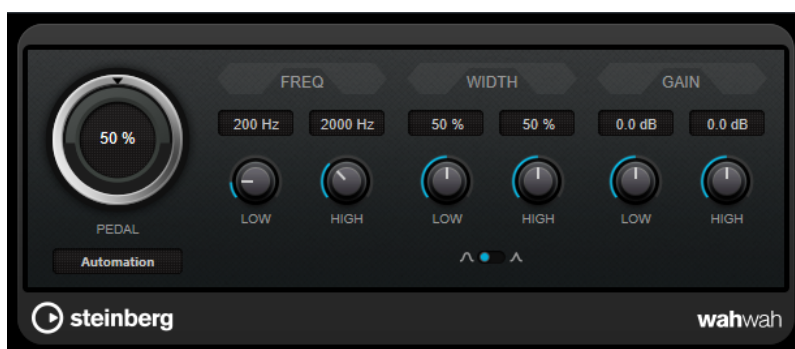 FREQ WIDTH GAIN
50 % 200 Hz 2000 Hz 50 % 50 % 0.0 dB 0.0 dB
LOW HIGH LOW HIGH LOW HIGH
PEDAL
Automation
steinberg wahwah